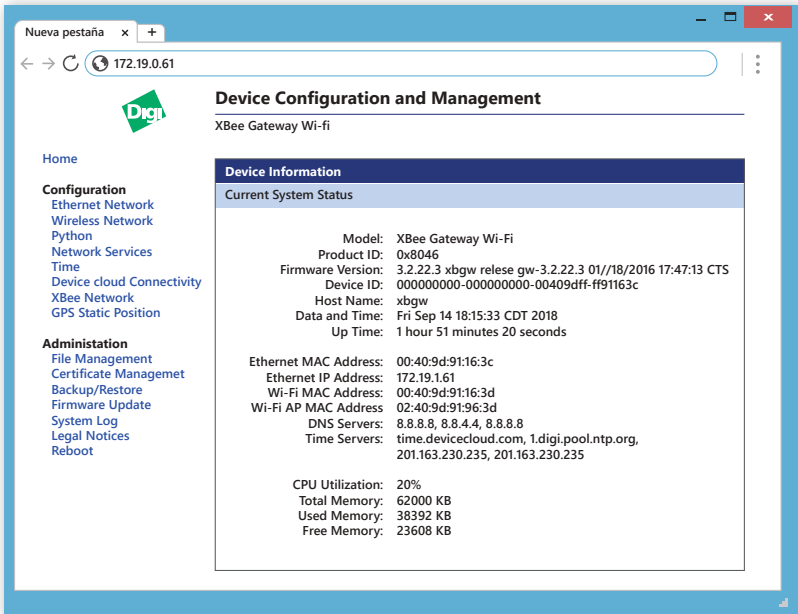 Nueva pestaña × +
172.19.0.61
Digi
Device Configuration and Management
XBee Gateway Wi-fi
Home
Configuration
Ethernet Network
Wireless Network
Python
Network Services
Time
Device cloud Connectivity
XBee Network
GPS Static Position
Administation
File Management
Certificate Managemet
Backup/Restore
Firmware Update
System Log
Legal Notices
Reboot
Device Information
Current System Status
Model: XBee Gateway Wi-Fi
Product ID: 0x8046
Firmware Version: 3.2.22.3 xbgw relese gw-3.2.22.3 01//18/2016 17:47:13 CTS
Device ID: 000000000-000000000-00409dff-ff91163c
Host Name: xbgw
Data and Time: Fri Sep 14 18:15:33 CDT 2018
Up Time: 1 hour 51 minutes 20 seconds
Ethernet MAC Address: 00:40:9d:91:16:3c
Ethernet IP Address: 172.19.1.61
Wi-Fi MAC Address: 00:40:9d:91:16:3d
Wi-Fi AP MAC Address 02:40:9d:91:96:3d
DNS Servers: 8.8.8.8, 8.8.4.4, 8.8.8.8
Time Servers: time.devicecloud.com, 1.digi.pool.ntp.org,
201.163.230.235, 201.163.230.235
CPU Utilization: 20%
Total Memory: 62000 KB
Used Memory: 38392 KB
Free Memory: 23608 KB